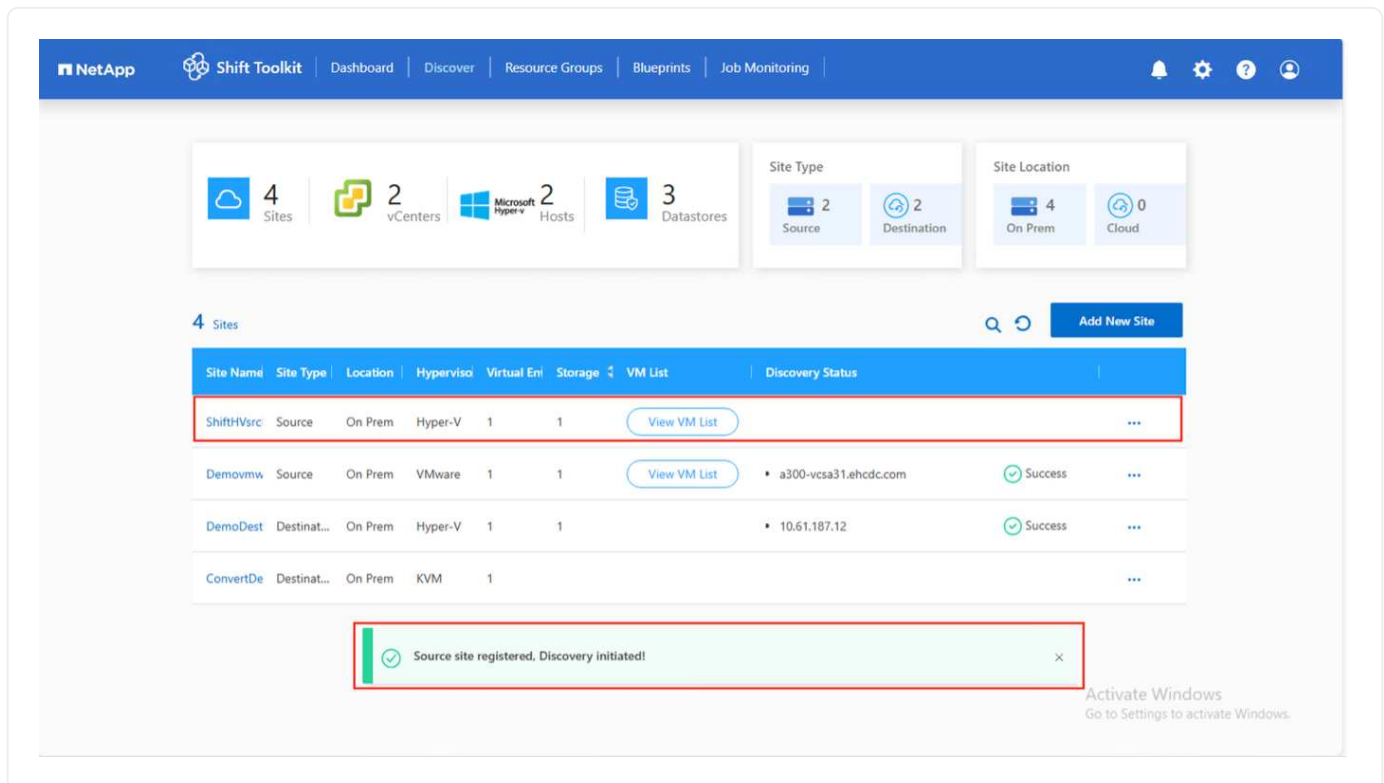 NetApp Shift Toolkit Dashboard Discover Resource Groups Blueprints Job Monitoring
4 Sites
2 vCenters
Microsoft Hyper-v 2 Hosts
3 Datastores
Site Type
2 Source
2 Destination
Site Location
4 On Prem
0 Cloud
4 Sites
Add New Site
Site Name Site Type Location Hyperviso Virtual En Storage VM List Discovery Status
ShiftHVsrc Source On Prem Hyper-V 1 1 View VM List ...
Demovmw Source On Prem VMware 1 1 View VM List • a300-vcsa31.ehcdc.com Success ...
DemoDest Destinat... On Prem Hyper-V 1 1 • 10.61.187.12 Success ...
ConvertDe Destinat... On Prem KVM 1 ...
Source site registered, Discovery initiated!
Activate Windows
Go to Settings to activate Windows.